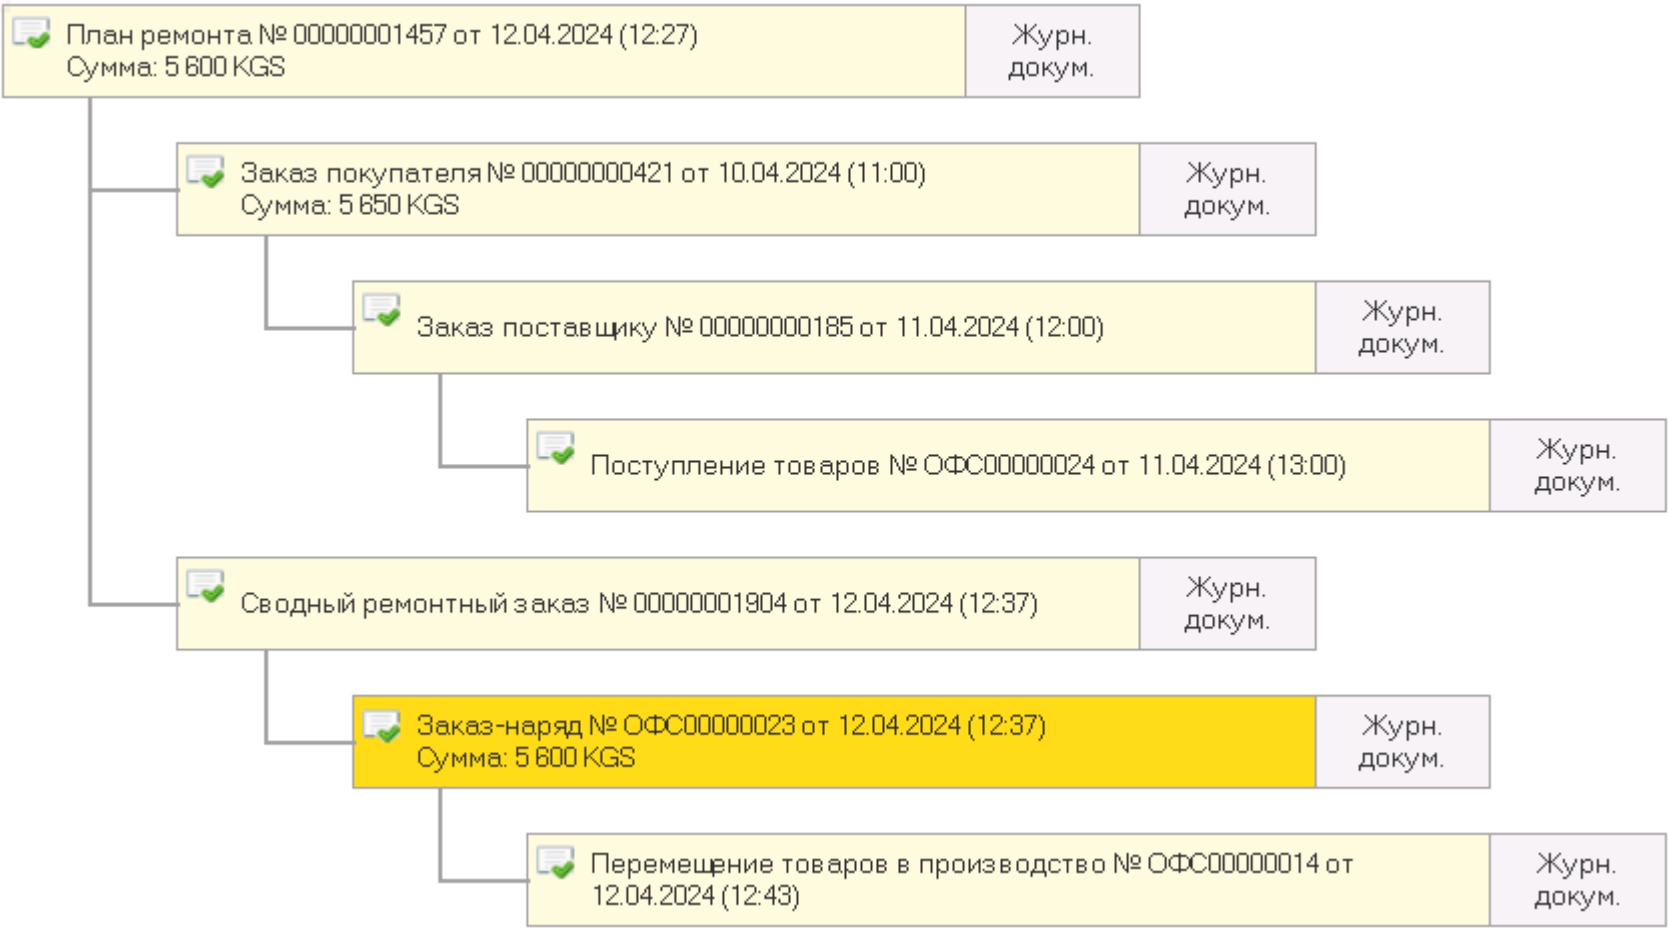 План ремонта № 00000001457 от 12.04.2024 (12:27)
Сумма: 5 600 KGS
Журн.
докум.
Заказ покупателя № 00000000421 от 10.04.2024 (11:00)
Сумма: 5 650 KGS
Журн.
докум.
Заказ поставщику № 00000000185 от 11.04.2024 (12:00)
Журн.
докум.
Поступление товаров № ОФС00000024 от 11.04.2024 (13:00)
Журн.
докум.
Сводный ремонтный заказ № 00000001904 от 12.04.2024 (12:37)
Журн.
докум.
Заказ-наряд № ОФС00000023 от 12.04.2024 (12:37)
Сумма: 5 600 KGS
Журн.
докум.
Перемещение товаров в производство № ОФС00000014 от
12.04.2024 (12:43)
Журн.
докум.